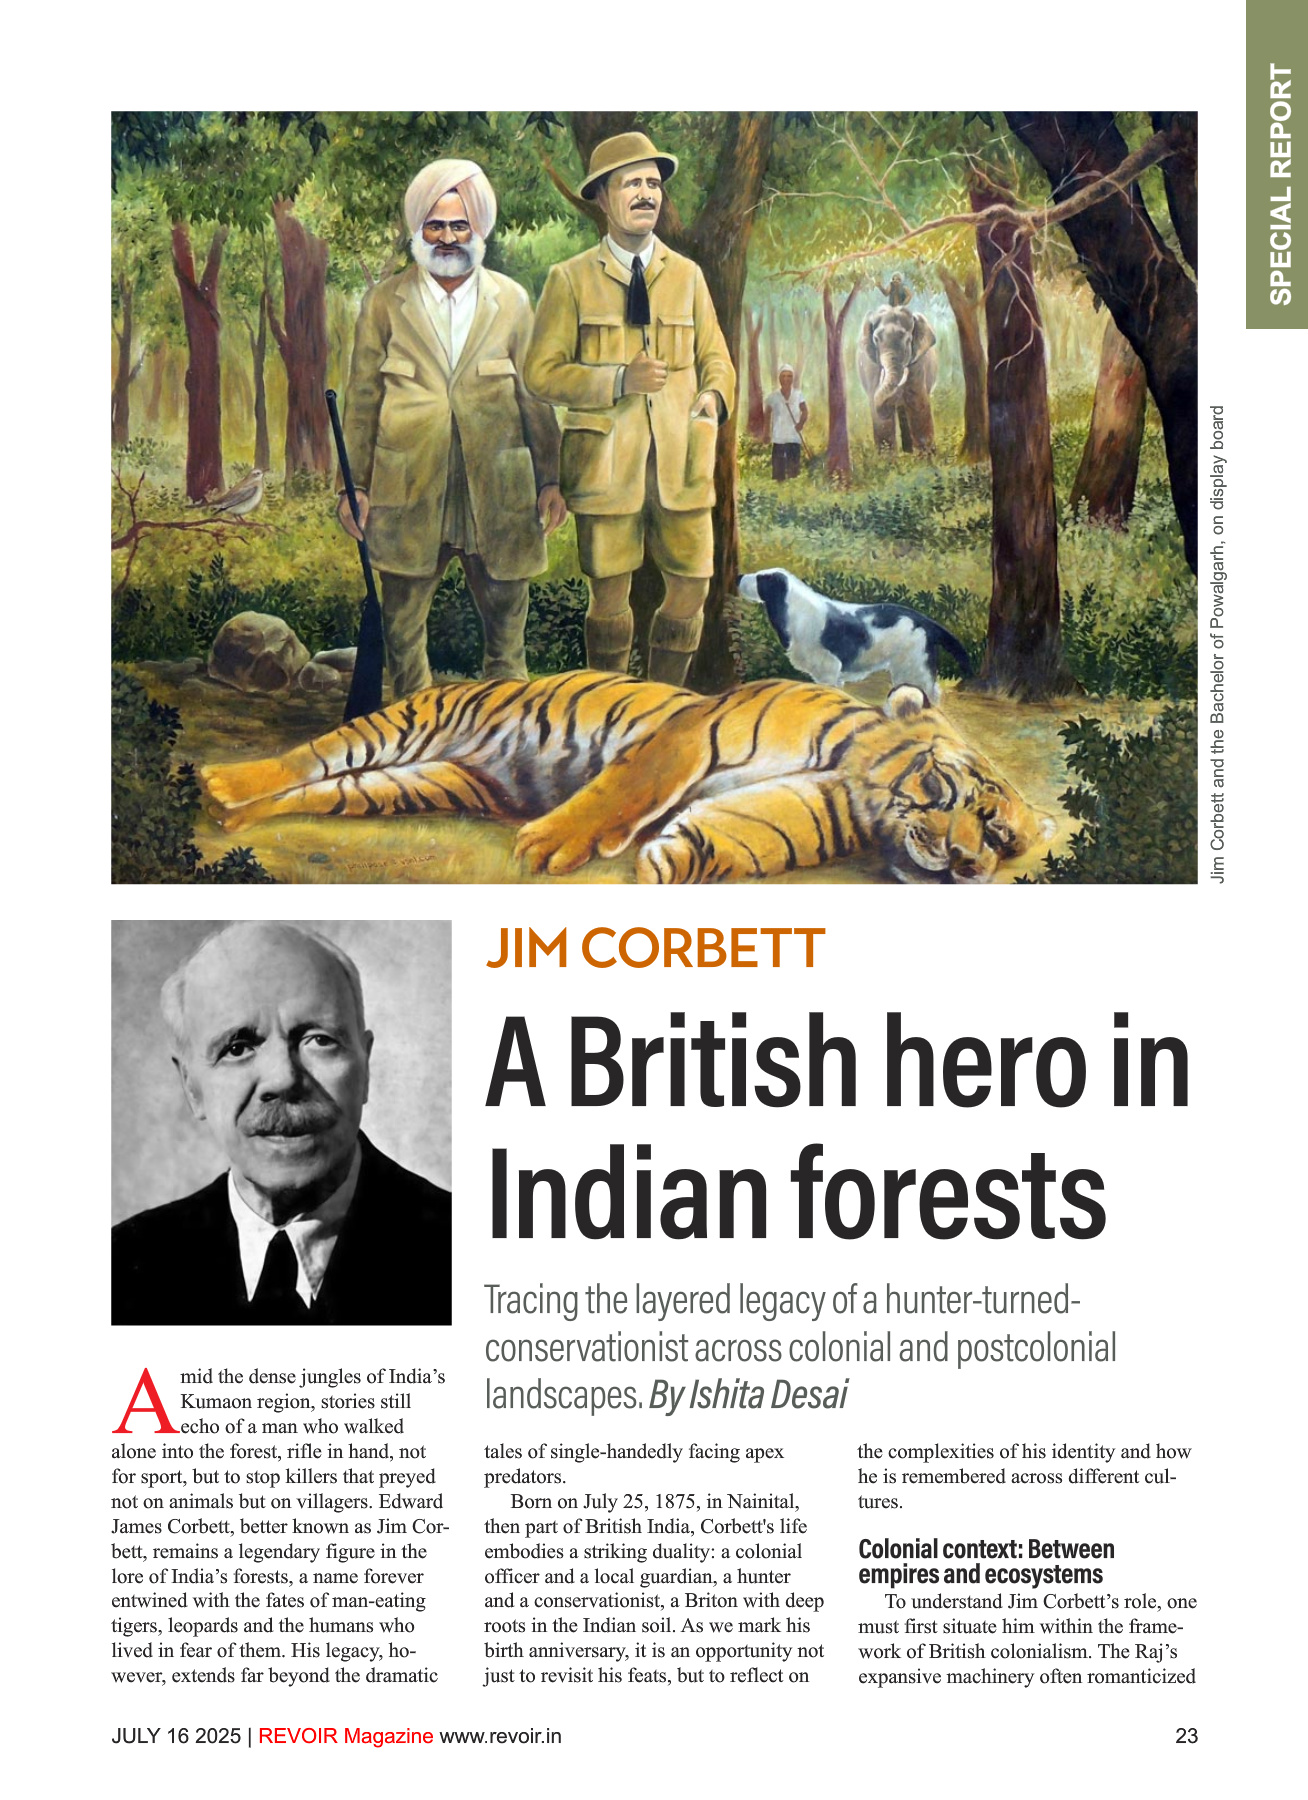 SPECIAL REPORT
Jim Corbett and the Bachelor of Powalgarh, on display board
JIM CORBETT
A British hero in
Indian forests
Tracing the layered legacy of a hunter-turned-
conservationist across colonial and postcolonial
landscapes. By Ishita Desai
Amid the dense jungles of India’s
Kumaon region, stories still
echo of a man who walked
alone into the forest, rifle in hand, not
for sport, but to stop killers that preyed
not on animals but on villagers. Edward
James Corbett, better known as Jim Cor-
bett, remains a legendary figure in the
lore of India’s forests, a name forever
entwined with the fates of man-eating
tigers, leopards and the humans who
lived in fear of them. His legacy, ho-
wever, extends far beyond the dramatic
tales of single-handedly facing apex
predators.
Born on July 25, 1875, in Nainital,
then part of British India, Corbett's life
embodies a striking duality: a colonial
officer and a local guardian, a hunter
and a conservationist, a Briton with deep
roots in the Indian soil. As we mark his
birth anniversary, it is an opportunity not
just to revisit his feats, but to reflect on
the complexities of his identity and how
he is remembered across different cul-
tures.
Colonial context: Between
empires and ecosystems
To understand Jim Corbett’s role, one
must first situate him within the frame-
work of British colonialism. The Raj’s
expansive machinery often romanticized
JULY 16 2025 | REVOIR Magazine www.revoir.in
23